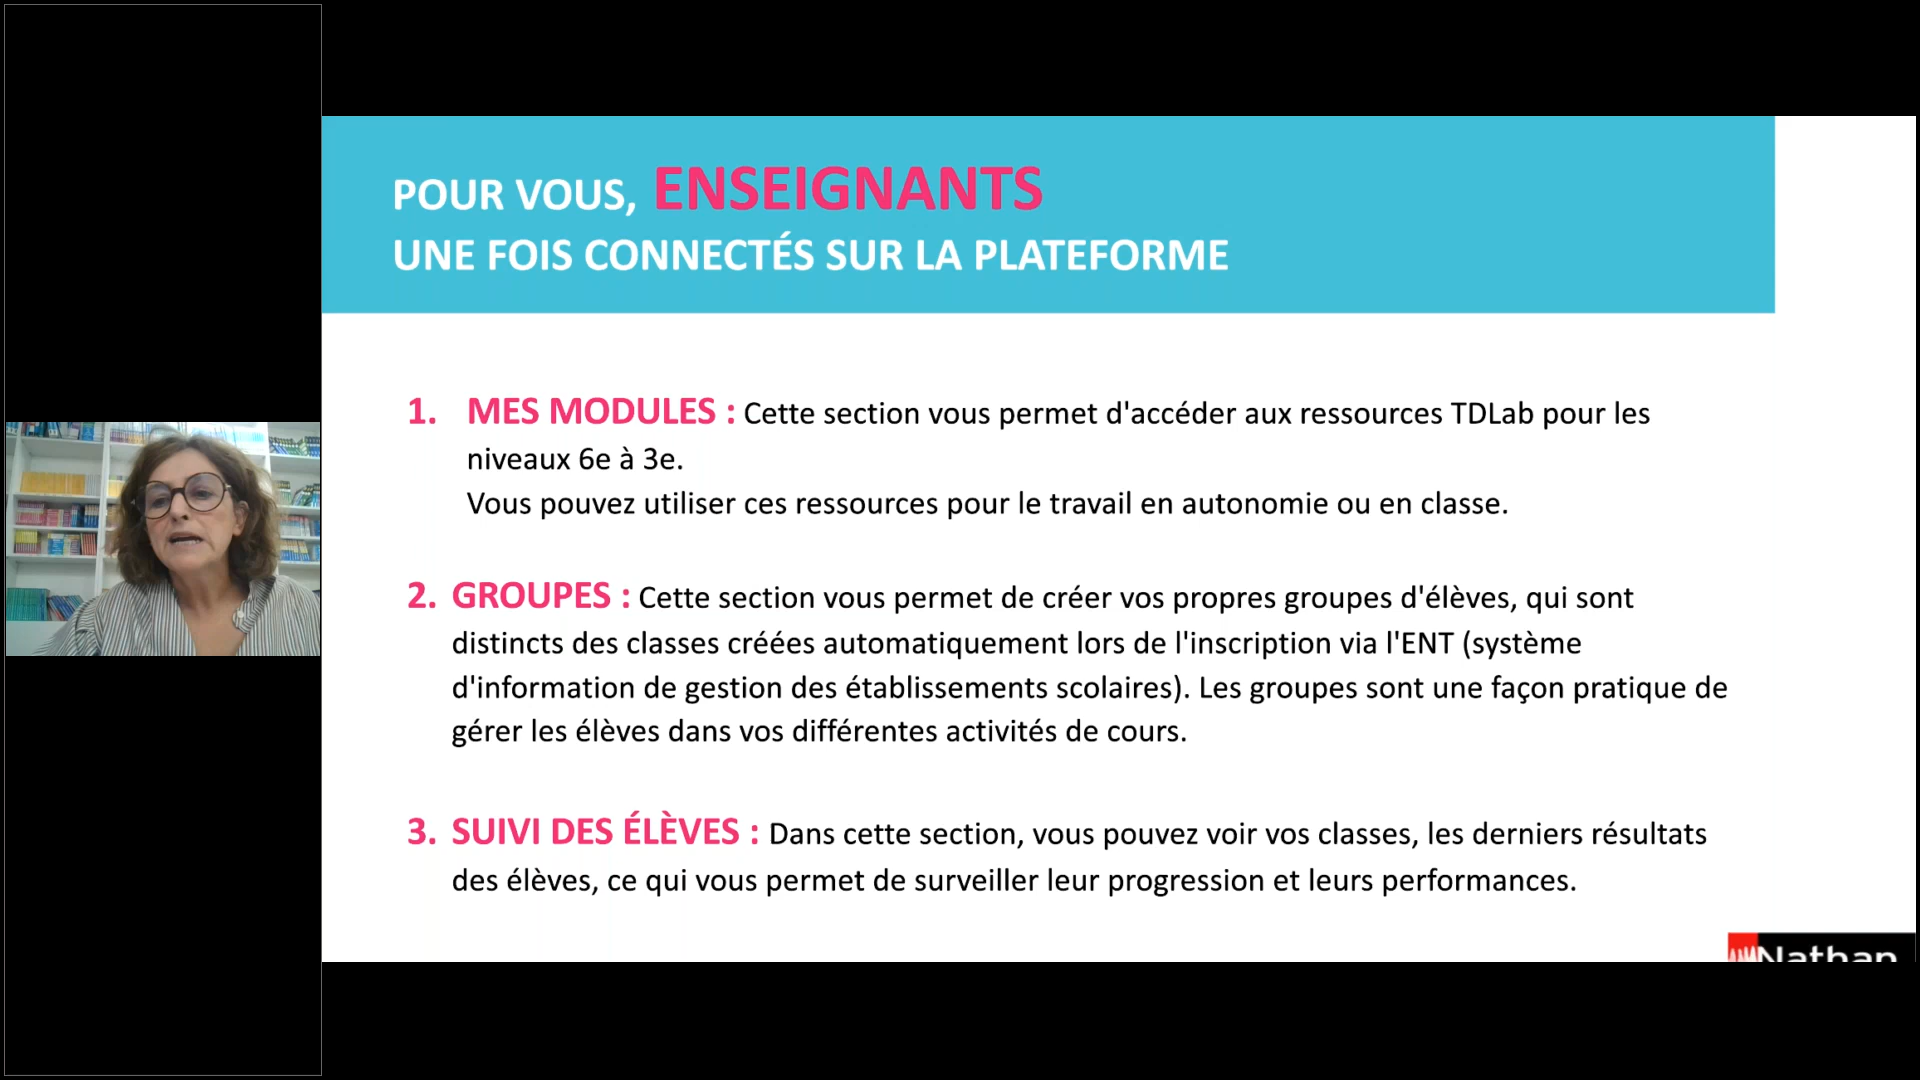 POUR VOUS, ENSEIGNANTS
UNE FOIS CONNECTÉS SUR LA PLATEFORME
1. MES MODULES : Cette section vous permet d'accéder aux ressources TDLab pour les
niveaux 6e à 3e.
Vous pouvez utiliser ces ressources pour le travail en autonomie ou en classe.
2. GROUPES : Cette section vous permet de créer vos propres groupes d'élèves, qui sont
distincts des classes créées automatiquement lors de l'inscription via l'ENT (système
d'information de gestion des établissements scolaires). Les groupes sont une façon pratique de
gérer les élèves dans vos différentes activités de cours.
3. SUIVI DES ÉLÈVES : Dans cette section, vous pouvez voir vos classes, les derniers résultats
des élèves, ce qui vous permet de surveiller leur progression et leurs performances.
Nathan